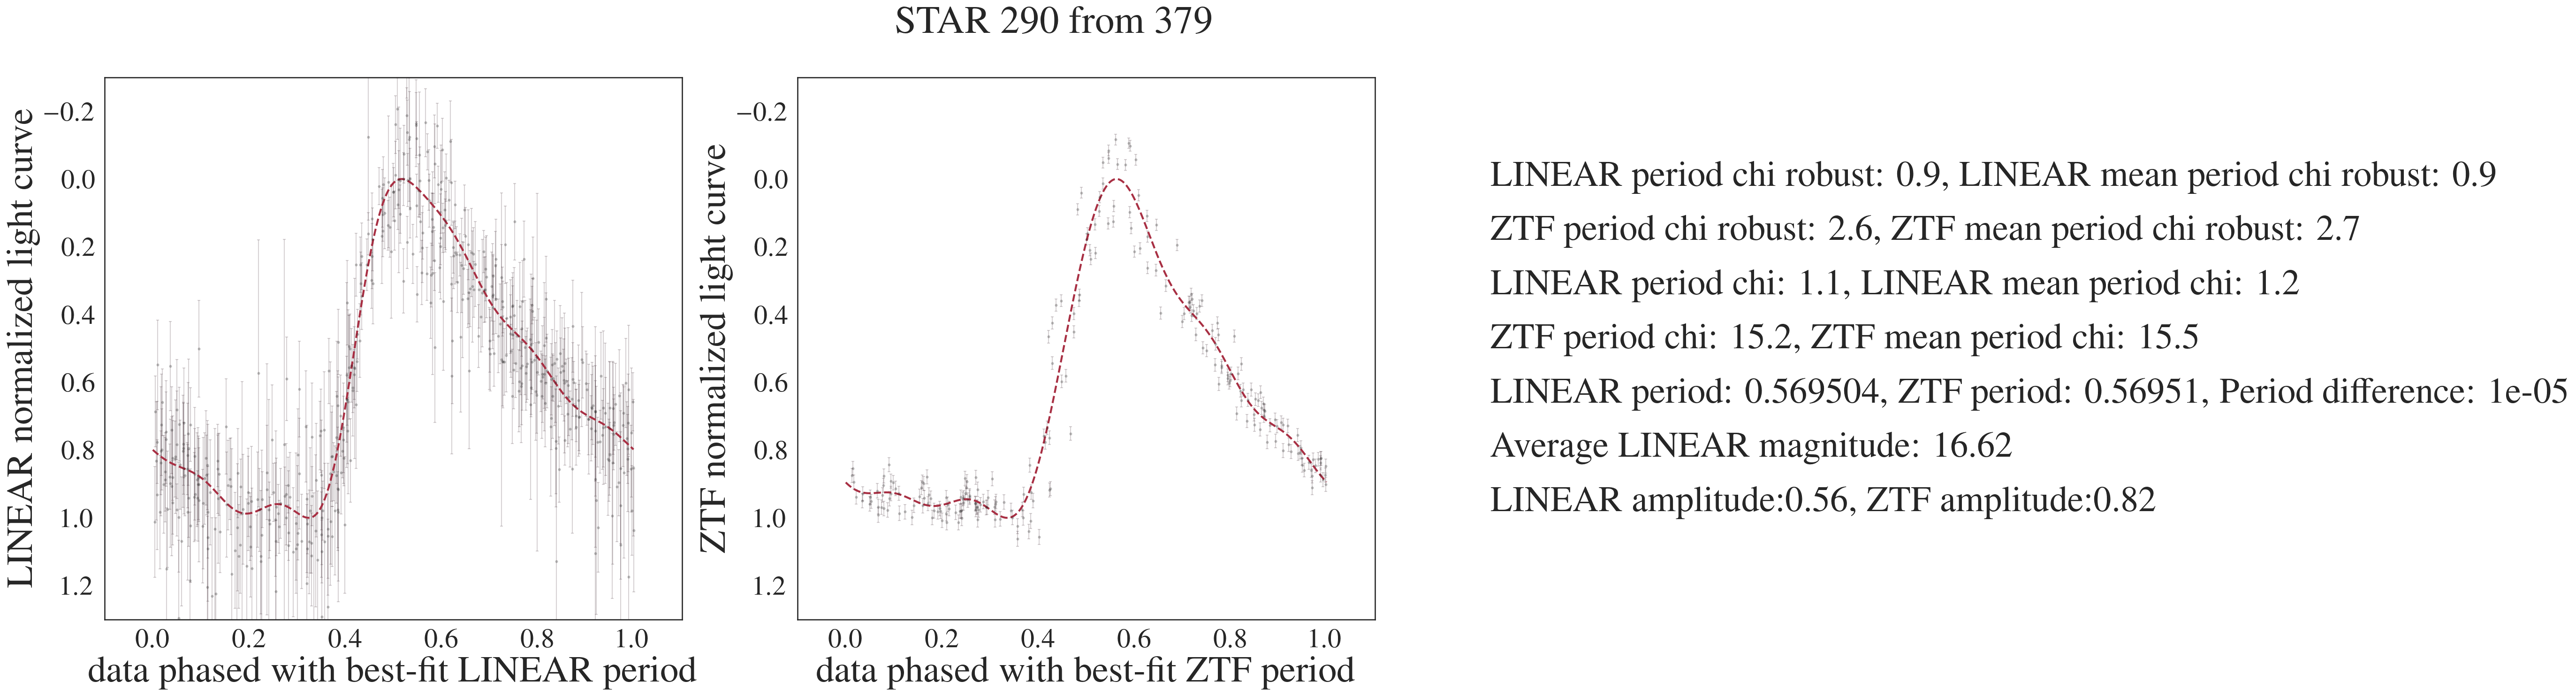 STAR 290 from 379
LINEAR normalized light curve
−0.2
0.0
0.2
0.4
0.6
0.8
1.0
1.2
0.0 0.2 0.4 0.6 0.8 1.0
data phased with best-fit LINEAR period
ZTF normalized light curve
−0.2
0.0
0.2
0.4
0.6
0.8
1.0
1.2
0.0 0.2 0.4 0.6 0.8 1.0
data phased with best-fit ZTF period
LINEAR period chi robust: 0.9, LINEAR mean period chi robust: 0.9
ZTF period chi robust: 2.6, ZTF mean period chi robust: 2.7
LINEAR period chi: 1.1, LINEAR mean period chi: 1.2
ZTF period chi: 15.2, ZTF mean period chi: 15.5
LINEAR period: 0.569504, ZTF period: 0.56951, Period difference: 1e-05
Average LINEAR magnitude: 16.62
LINEAR amplitude:0.56, ZTF amplitude:0.82